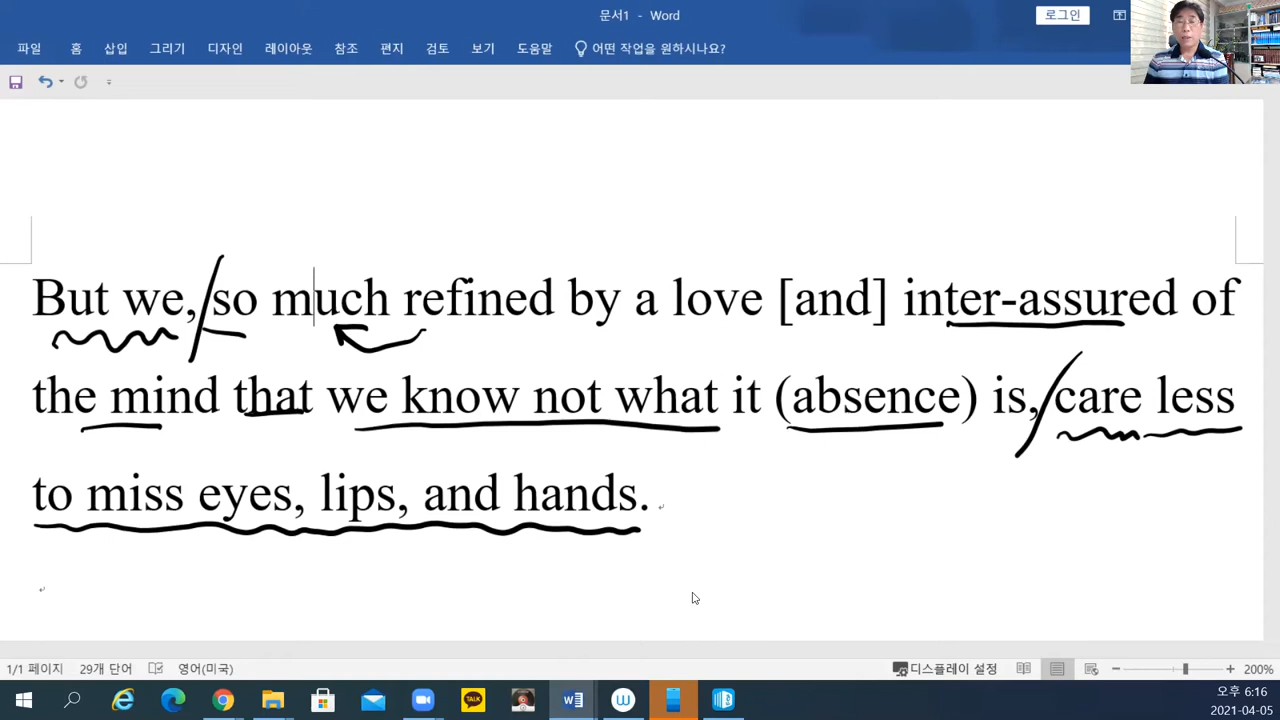 문서1 - Word
로그인
파일 홈 삽입 그리기 디자인 레이아웃 참조 편지 검토 보기 도움말 어떤 작업을 원하시나요?
But we, so much refined by a love [and] inter-assured of
the mind that we know not what it (absence) is, care less
to miss eyes, lips, and hands.
1/1 페이지 29개 단어 영어(미국) 디스플레이 설정 200%
TALK
오후 6:16
2021-04-05